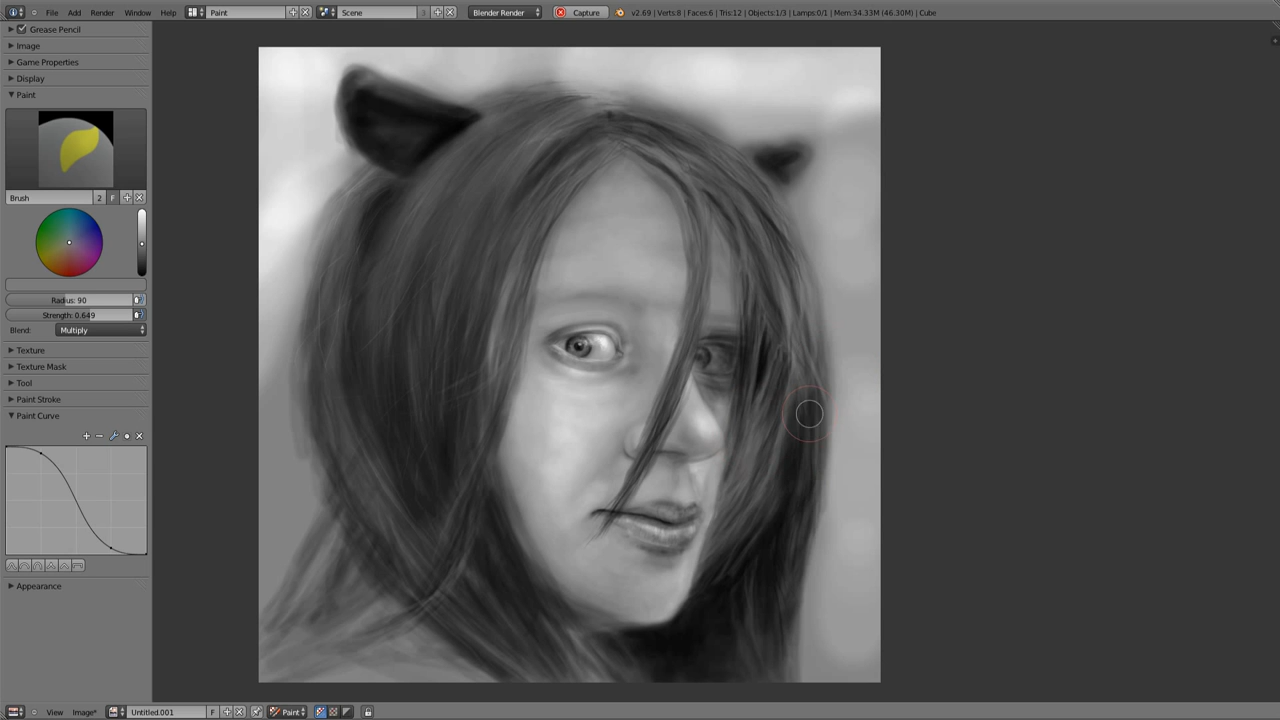 File Add Render Window Help Paint Scene 3 Blender Render Capture v2.69 | Verts:8 | Faces:6 | Tris:12 | Objects:1/3 | Lamps:0/1 | Mem:34.33M (46.30M) | Cube
Grease Pencil
Image
Game Properties
Display
Paint
Brush 2 F
Radius: 90
Strength: 0.649
Blend: Multiply
Texture
Texture Mask
Tool
Paint Stroke
Paint Curve
Appearance
View Image* Untitled.001 F Paint